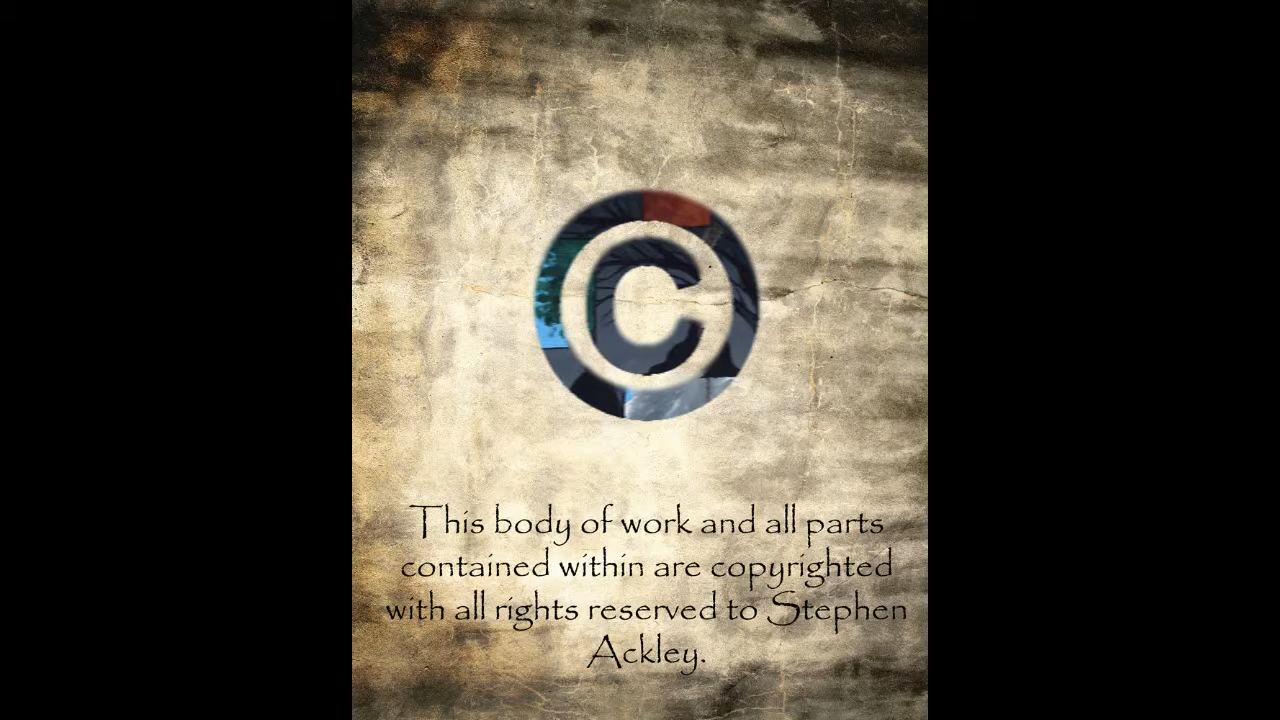 ©
This body of work and all parts
contained within are copyrighted
with all rights reserved to Stephen
Ackley.